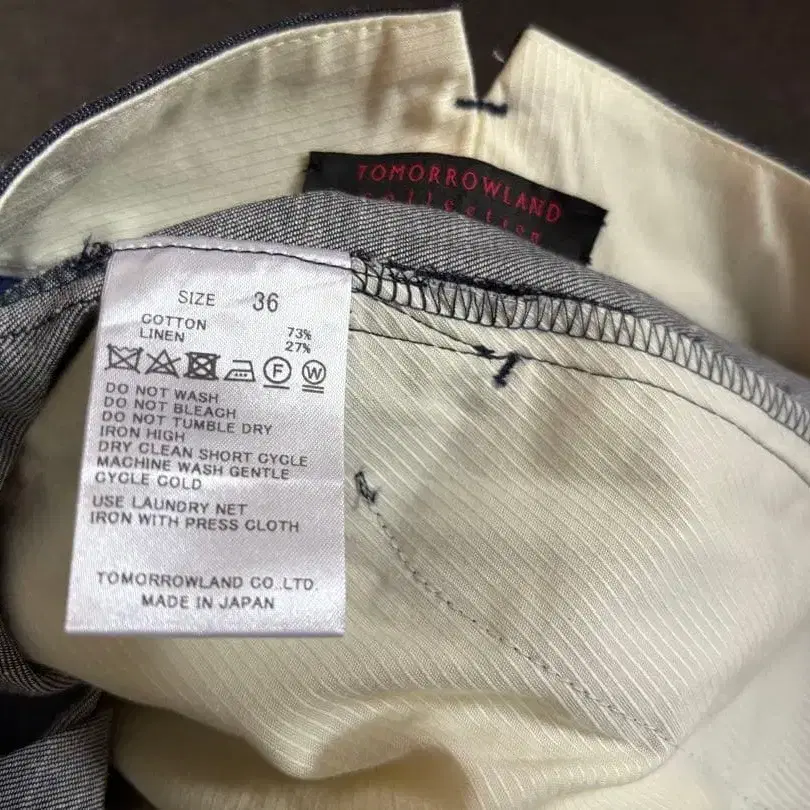 TOMORROWLAND
collection
SIZE 36
COTTON 73%
LINEN 27%
F W
DO NOT WASH
DO NOT BLEACH
DO NOT TUMBLE DRY
IRON HIGH
DRY CLEAN SHORT CYCLE
MACHINE WASH GENTLE
CYCLE COLD
USE LAUNDRY NET
IRON WITH PRESS CLOTH
TOMORROWLAND CO.,LTD.
MADE IN JAPAN